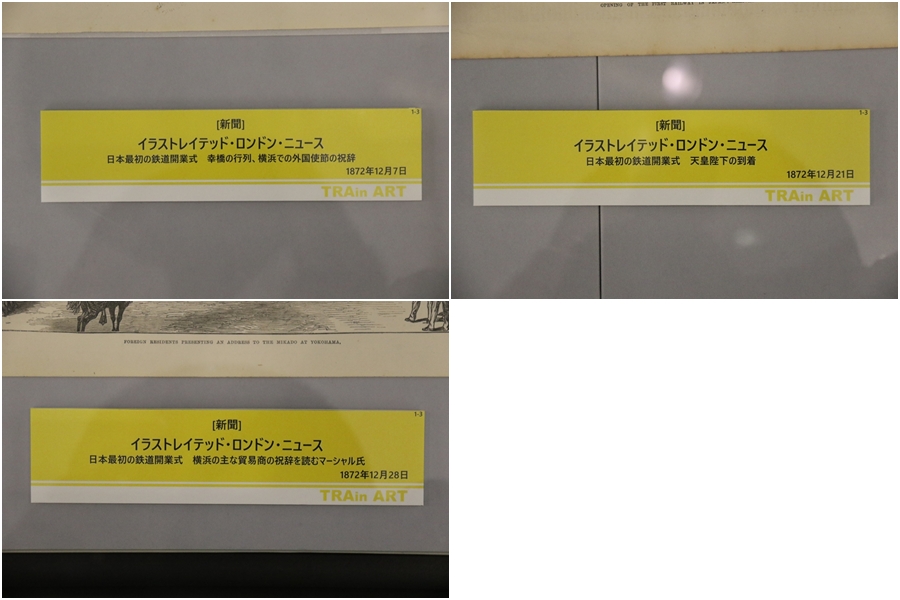 1-3
[新聞]
イラストレイテッド・ロンドン・ニュース
日本最初の鉄道開業式 幸橋の行列、横浜での外国使節の祝辞
1872年12月7日
TRAin ART
OPENING OF THE FIRST RAILWAY IN
1-3
[新聞]
イラストレイテッド・ロンドン・ニュース
日本最初の鉄道開業式 天皇陛下の到着
1872年12月21日
TRAin ART
FOREIGN RESIDENTS PRESENTING AN ADDRESS TO THE MIKADO AT YOKOHAMA.
1-3
[新聞]
イラストレイテッド・ロンドン・ニュース
日本最初の鉄道開業式 横浜の主な貿易商の祝辞を読むマーシャル氏
1872年12月28日
TRAin ART